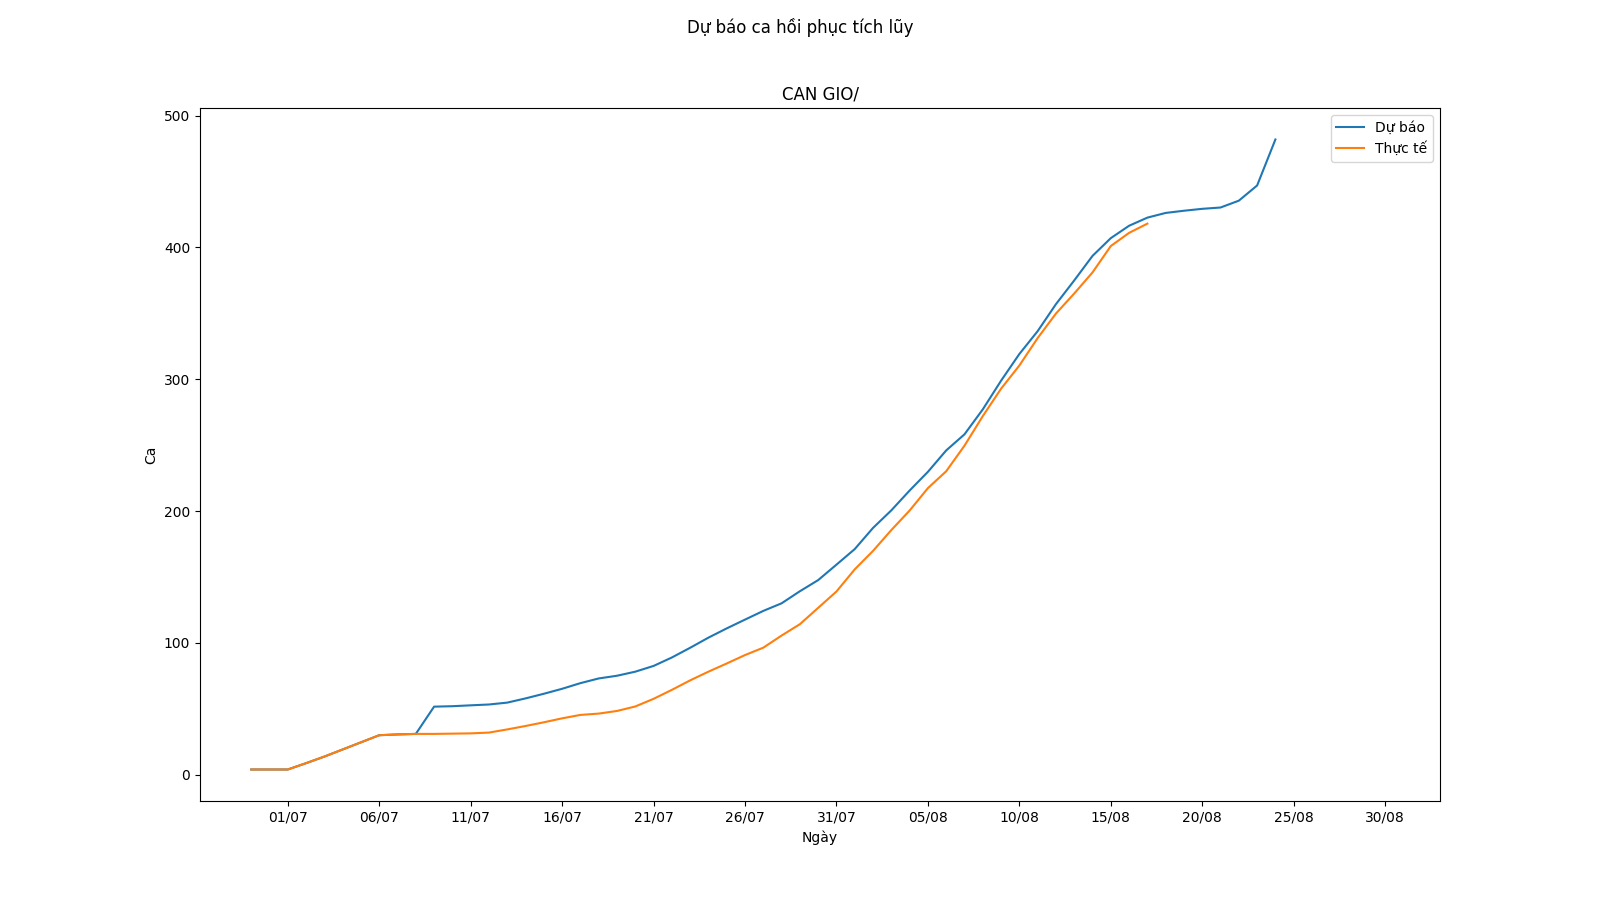 Dự báo ca hồi phục tích lũy
CAN GIO/
Dự báo
Thực tế
Ca
500
400
300
200
100
0
01/07 06/07 11/07 16/07 21/07 26/07 31/07 05/08 10/08 15/08 20/08 25/08 30/08
Ngày